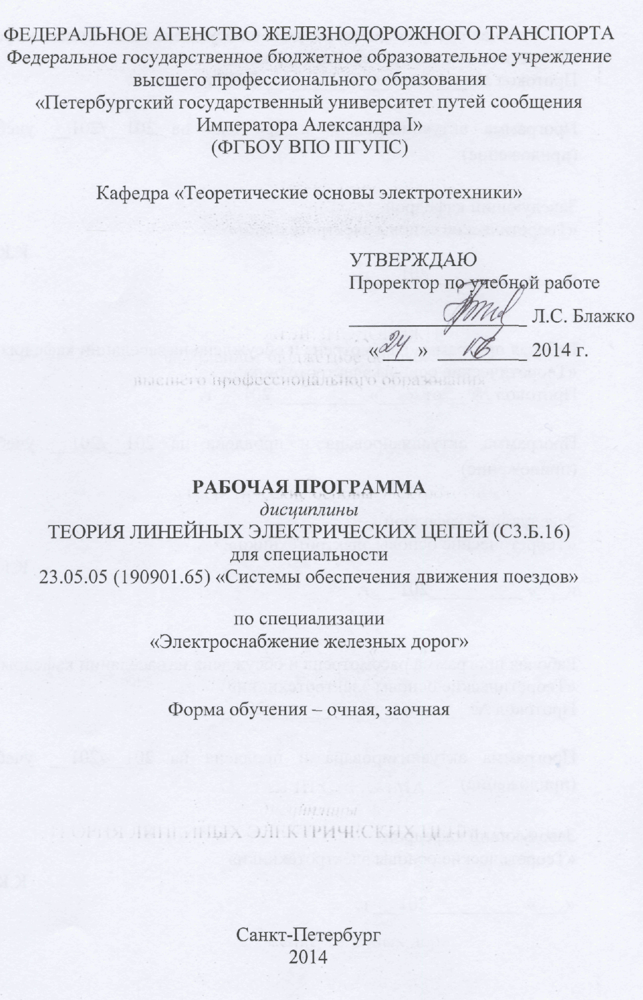 ФЕДЕРАЛЬНОЕ АГЕНСТВО ЖЕЛЕЗНОДОРОЖНОГО ТРАНСПОРТА
Федеральное государственное бюджетное образовательное учреждение
высшего профессионального образования
«Петербургский государственный университет путей сообщения
Императора Александра I»
(ФГБОУ ВПО ПГУПС)
Кафедра «Теоретические основы электротехники»
УТВЕРЖДАЮ
Проректор по учебной работе
Л.С. Блажко
«24» 2014 г.
РАБОЧАЯ ПРОГРАММА
дисциплины
ТЕОРИЯ ЛИНЕЙНЫХ ЭЛЕКТРИЧЕСКИХ ЦЕПЕЙ (С3.Б.16)
для специальности
23.05.05 (190901.65) «Системы обеспечения движения поездов»
по специализации
«Электроснабжение железных дорог»
Форма обучения – очная, заочная
Санкт-Петербург
2014